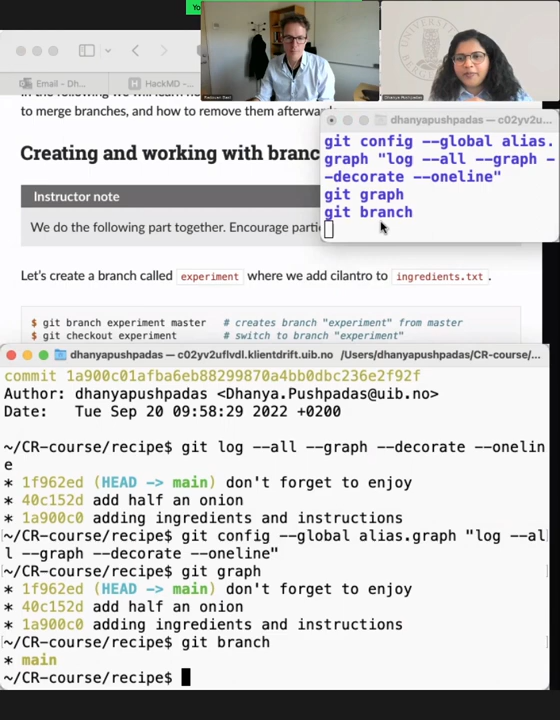 Yo
Radovan Bast
Dhanya Pushpadas
Email - Dh...
HackMD -
to merge branches, and how to remove them afterward
dhanyapushpadas — c02yv2u...
git config --global alias.
graph "log --all --graph -
-decorate --oneline"
git graph
git branch
Creating and working with branc
Instructor note
We do the following part together. Encourage parti
Let's create a branch called experiment where we add cilantro to ingredients.txt .
$ git branch experiment master # creates branch "experiment" from master
$ git checkout experiment # switch to branch "experiment"
dhanyapushpadas — c02yv2uflvdl.klientdrift.uib.no /Users/dhanyapushpadas/CR-course/...
commit 1a900c01afba6eb88299870a4bb0dbc236e2f92f
Author: dhanyapushpadas <Dhanya.Pushpadas@uib.no>
Date: Tue Sep 20 09:58:29 2022 +0200
~/CR-course/recipe$ git log --all --graph --decorate --onelin
e
* 1f962ed (HEAD -> main) don't forget to enjoy
* 40c152d add half an onion
* 1a900c0 adding ingredients and instructions
~/CR-course/recipe$ git config --global alias.graph "log --al
l --graph --decorate --oneline"
~/CR-course/recipe$ git graph
* 1f962ed (HEAD -> main) don't forget to enjoy
* 40c152d add half an onion
* 1a900c0 adding ingredients and instructions
~/CR-course/recipe$ git branch
* main
~/CR-course/recipe$